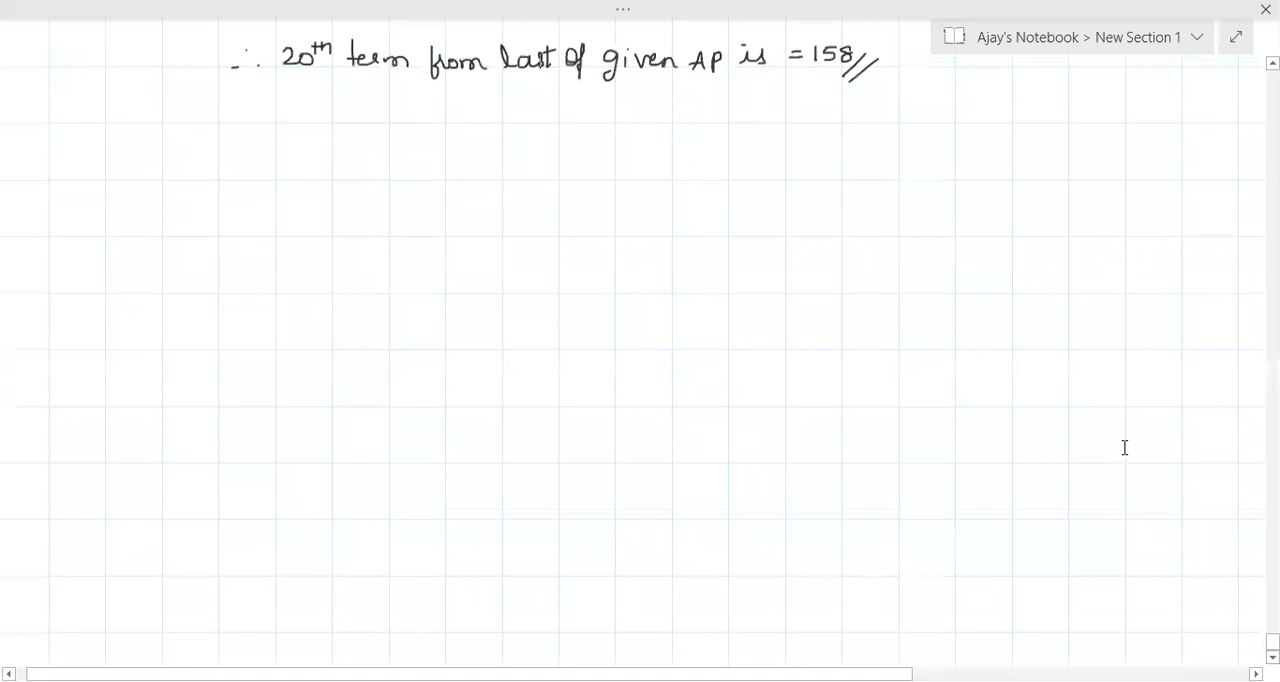 ...
Ajay's Notebook > New Section 1
∴ 20th term from last of given AP is = 158//